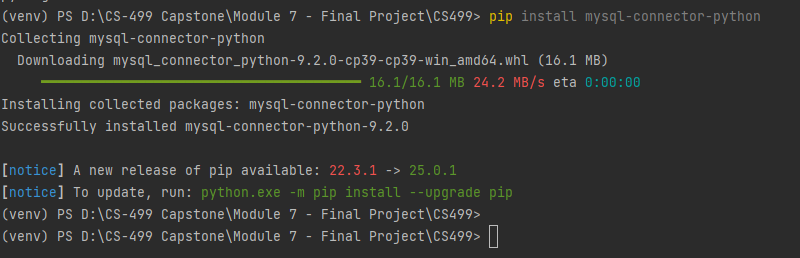 (venv) PS D:\CS-499 Capstone\Module 7 - Final Project\CS499> pip install mysql-connector-python
Collecting mysql-connector-python
  Downloading mysql_connector_python-9.2.0-cp39-cp39-win_amd64.whl (16.1 MB)
16.1/16.1 MB 24.2 MB/s eta 0:00:00
Installing collected packages: mysql-connector-python
Successfully installed mysql-connector-python-9.2.0
[notice] A new release of pip available: 22.3.1 -> 25.0.1
[notice] To update, run: python.exe -m pip install --upgrade pip
(venv) PS D:\CS-499 Capstone\Module 7 - Final Project\CS499>
(venv) PS D:\CS-499 Capstone\Module 7 - Final Project\CS499>